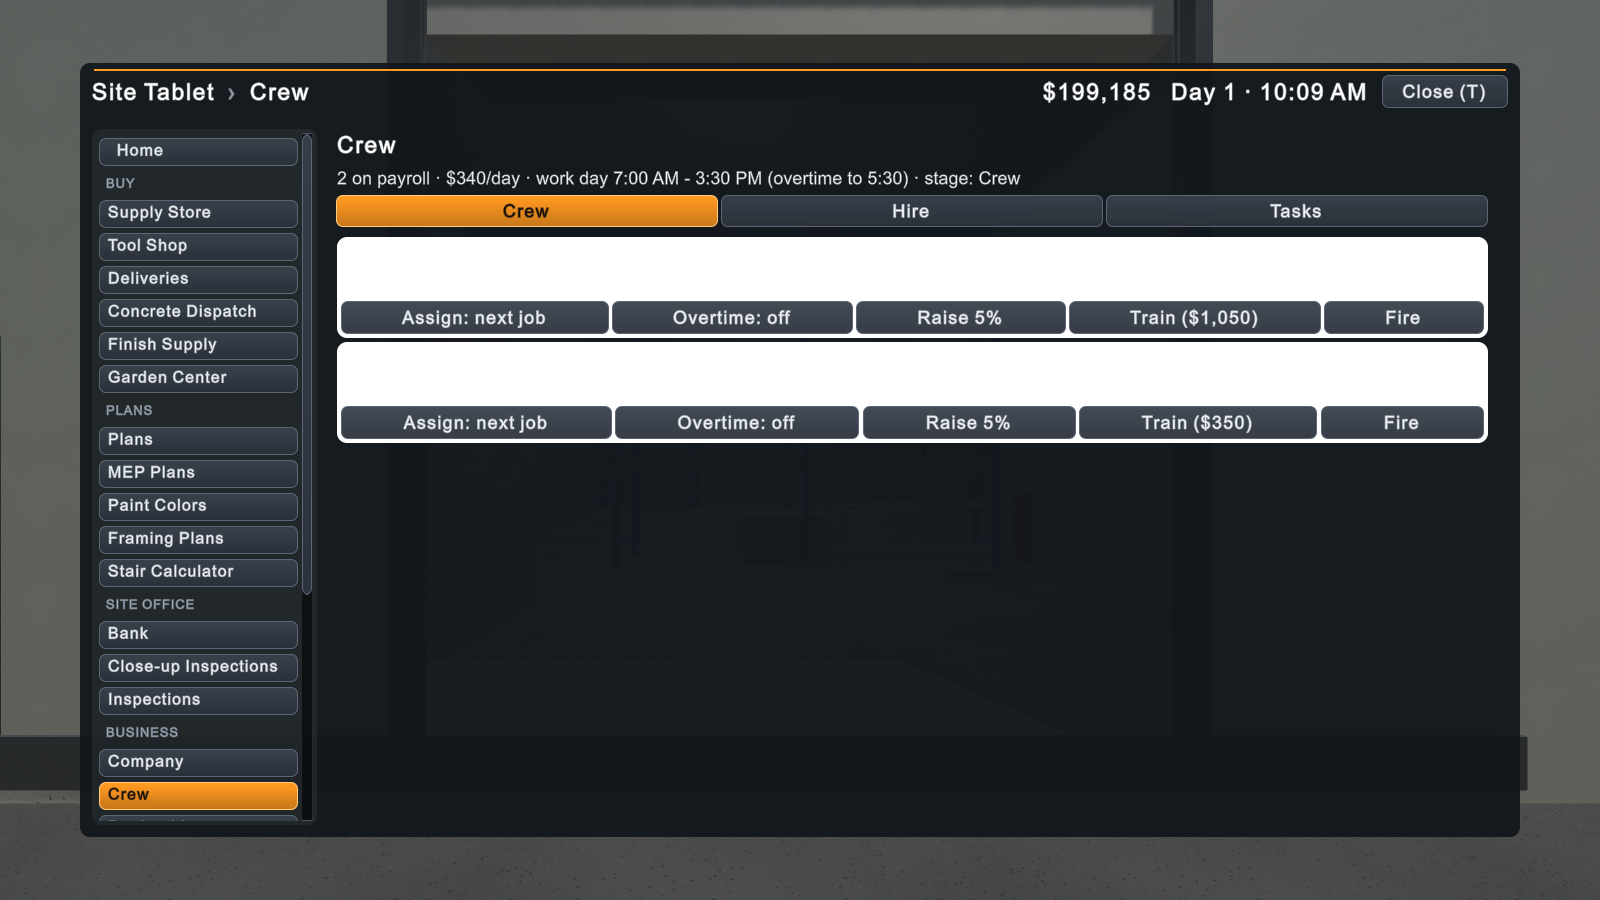 Site Tablet › Crew
$199,185 Day 1 · 10:09 AM Close (T)
Home
BUY
Supply Store
Tool Shop
Deliveries
Concrete Dispatch
Finish Supply
Garden Center
PLANS
Plans
MEP Plans
Paint Colors
Framing Plans
Stair Calculator
SITE OFFICE
Bank
Close-up Inspections
Inspections
BUSINESS
Company
Crew
Crew
2 on payroll · $340/day · work day 7:00 AM - 3:30 PM (overtime to 5:30) · stage: Crew
Crew Hire Tasks
Assign: next job Overtime: off Raise 5% Train ($1,050) Fire
Assign: next job Overtime: off Raise 5% Train ($350) Fire